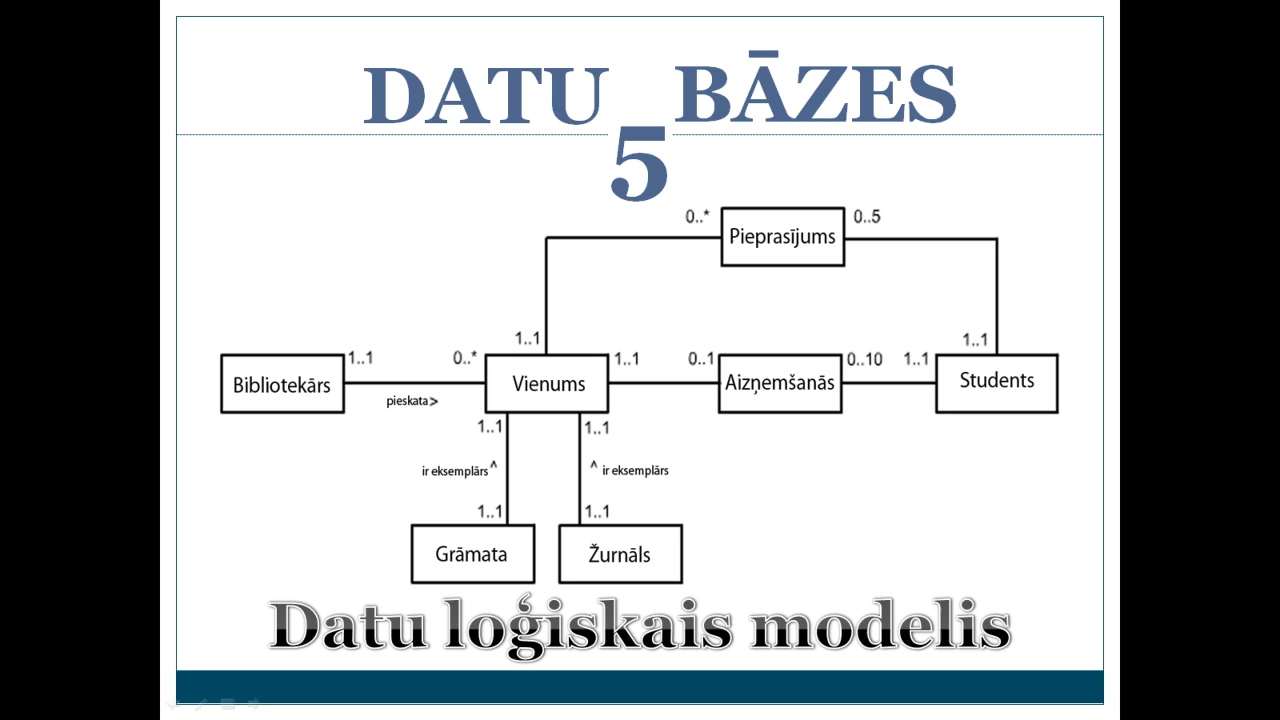 DATU BĀZES
5
0..* Pieprasījums 0..5
1..1 1..1
Bibliotekārs 1..1 0..* Vienums 1..1 0..1 Aizņemšanās 0..10 1..1 Students
pieskata>
1..1 1..1
ir eksemplārs^ ^ ir eksemplārs
1..1 1..1
Grāmata Žurnāls
Datu loģiskais modelis